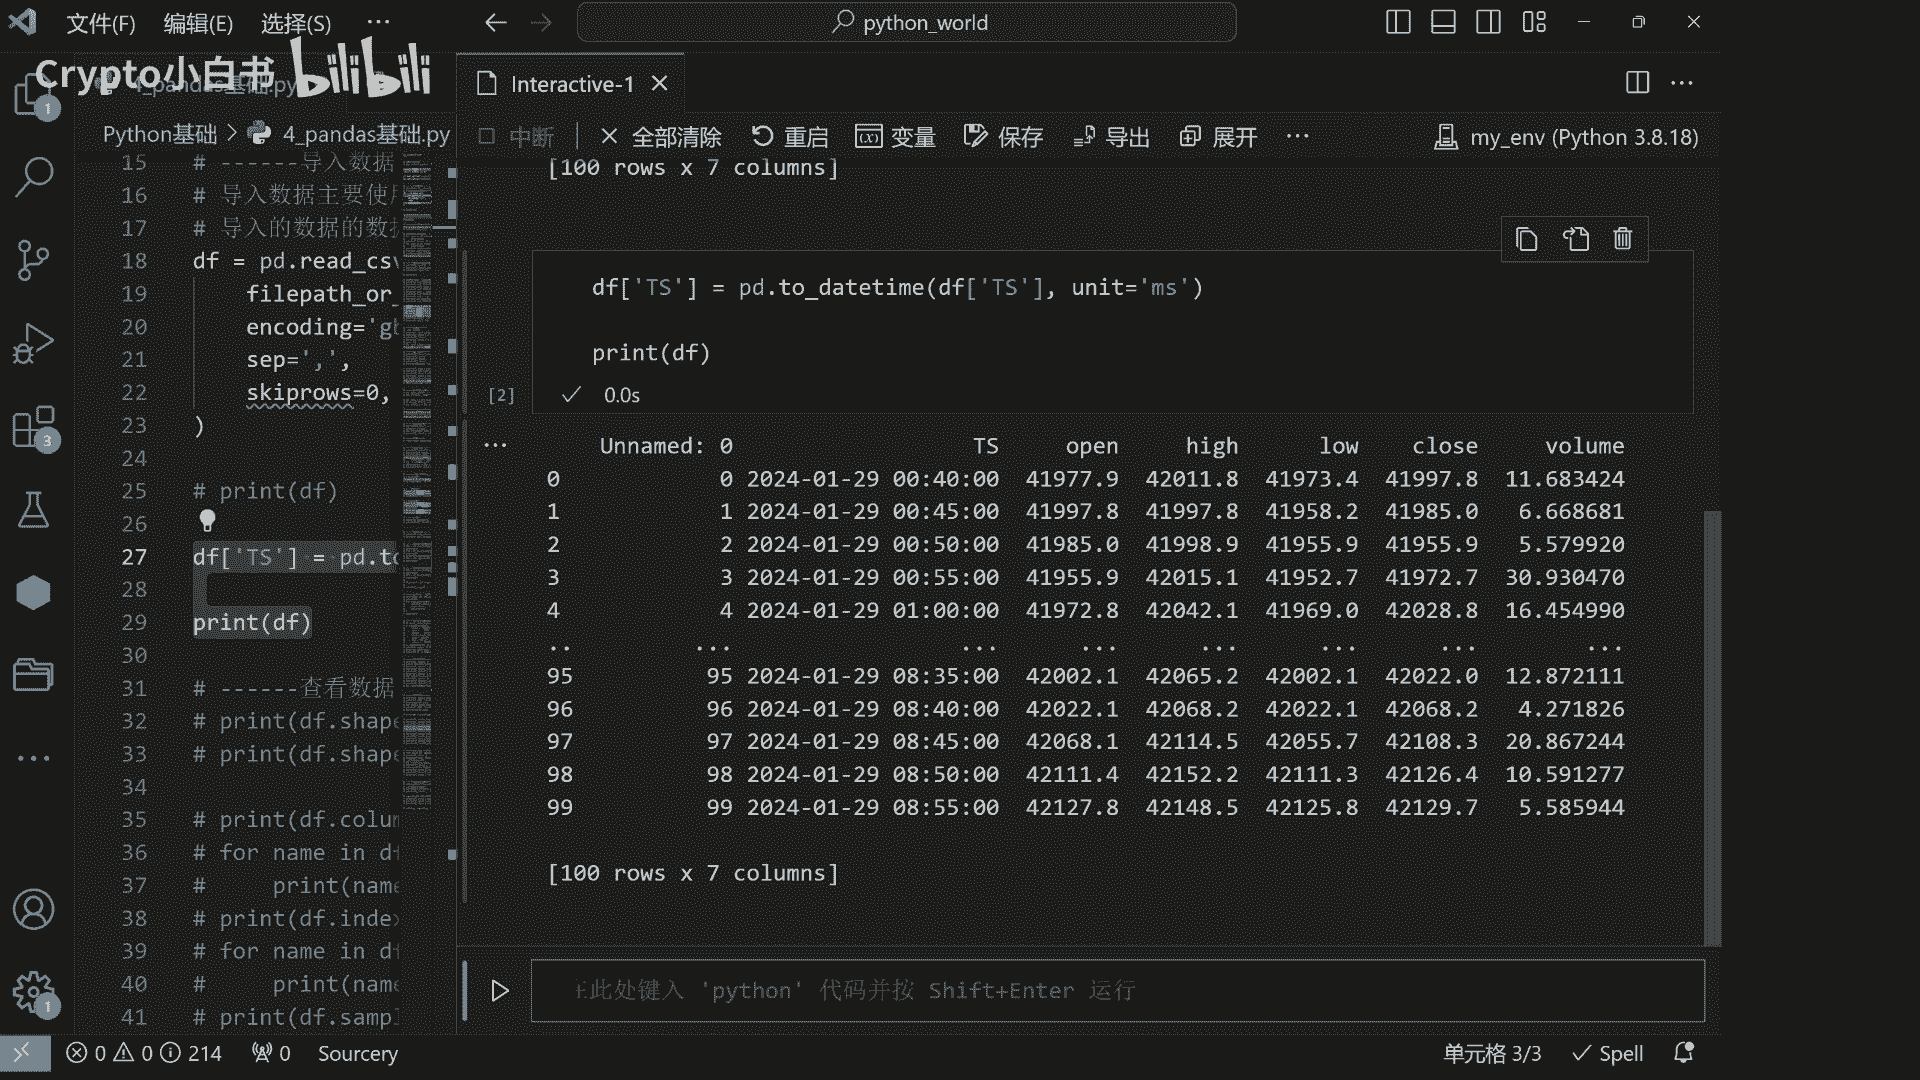 文件(F) 编辑(E) 选择(S) ··· python_world
Crypto小白书 bilibili
4_pandas基础.py
Interactive-1
Python基础 > 4_pandas基础.py
中断 全部清除 重启 变量 保存 导出 展开 ··· my_env (Python 3.8.18)
15 # ------导入数据
16 # 导入数据主要使
17 # 导入的数据的数
18 df = pd.read_cs
19 filepath_or_
20 encoding='g
21 sep=',',
22 skiprows=0,
23 )
24
25 # print(df)
26
27 df['TS'] = pd.to
28
29 print(df)
30
31 # ------查看数据
32 # print(df.shape
33 # print(df.shape
34
35 # print(df.colum
36 # for name in df
37 # print(name
38 # print(df.index
39 # for name in df
40 # print(name
41 # print(df.sampl
[100 rows x 7 columns]
df['TS'] = pd.to_datetime(df['TS'], unit='ms')
print(df)
[2] 0.0s
Unnamed: 0 TS open high low close volume
0 0 2024-01-29 00:40:00 41977.9 42011.8 41973.4 41997.8 11.683424
1 1 2024-01-29 00:45:00 41997.8 41997.8 41958.2 41985.0 6.668681
2 2 2024-01-29 00:50:00 41985.0 41998.9 41955.9 41955.9 5.579920
3 3 2024-01-29 00:55:00 41955.9 42015.1 41952.7 41972.7 30.930470
4 4 2024-01-29 01:00:00 41972.8 42042.1 41969.0 42028.8 16.454990
.. ... ... ... ... ... ... ...
95 95 2024-01-29 08:35:00 42002.1 42065.2 42002.1 42022.0 12.872111
96 96 2024-01-29 08:40:00 42022.1 42068.2 42022.1 42068.2 4.271826
97 97 2024-01-29 08:45:00 42068.1 42114.5 42055.7 42108.3 20.867244
98 98 2024-01-29 08:50:00 42111.4 42152.2 42111.3 42126.4 10.591277
99 99 2024-01-29 08:55:00 42127.8 42148.5 42125.8 42129.7 5.585944
[100 rows x 7 columns]
此处键入 'python' 代码并按 Shift+Enter 运行
1
3
1
0 0 214 0 Sourcery 单元格 3/3 Spell